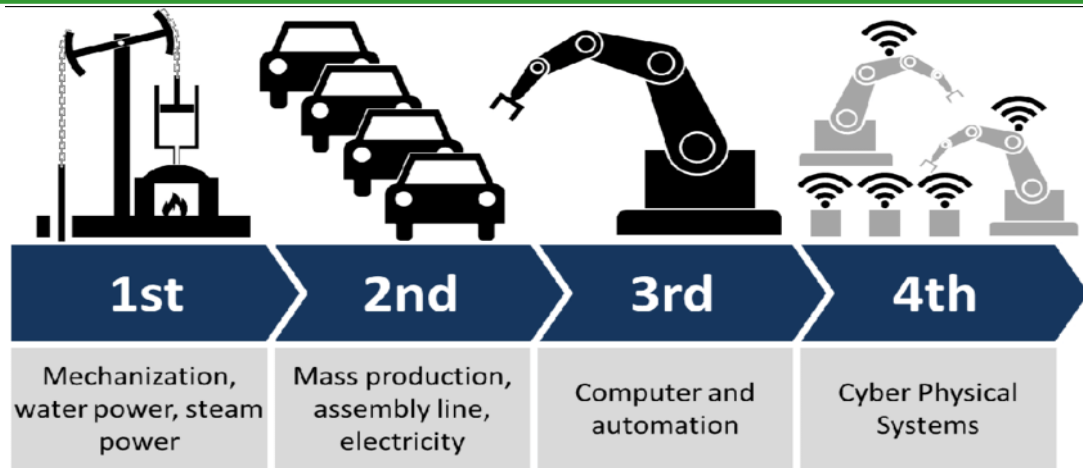 1st
2nd
3rd
4th
Mechanization,
water power, steam
power
Mass production,
assembly line,
electricity
Computer and
automation
Cyber Physical
Systems